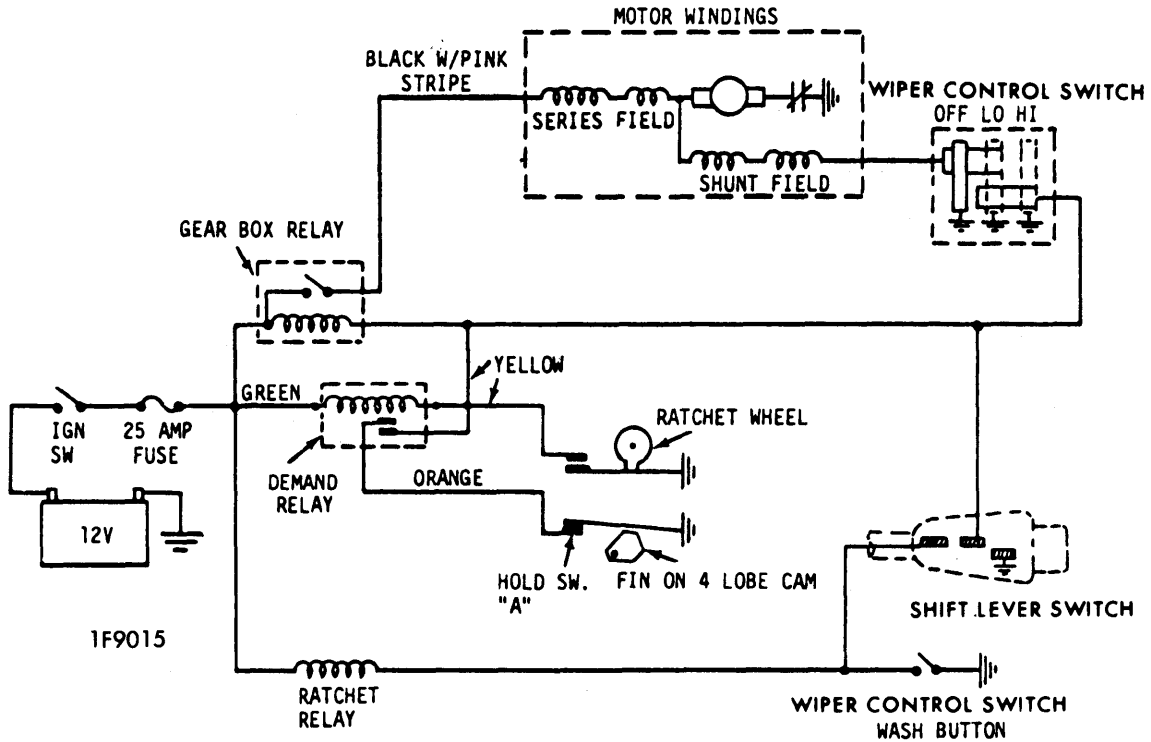 MOTOR WINDINGS
BLACK W/PINK
STRIPE
SERIES FIELD
SHUNT FIELD
WIPER CONTROL SWITCH
OFF LO HI
GEAR BOX RELAY
YELLOW
GREEN
IGN
SW
25 AMP
FUSE
12V
DEMAND
RELAY
ORANGE
RATCHET WHEEL
HOLD SW.
"A"
FIN ON 4 LOBE CAM
SHIFT LEVER SWITCH
1F9015
RATCHET
RELAY
WIPER CONTROL SWITCH
WASH BUTTON